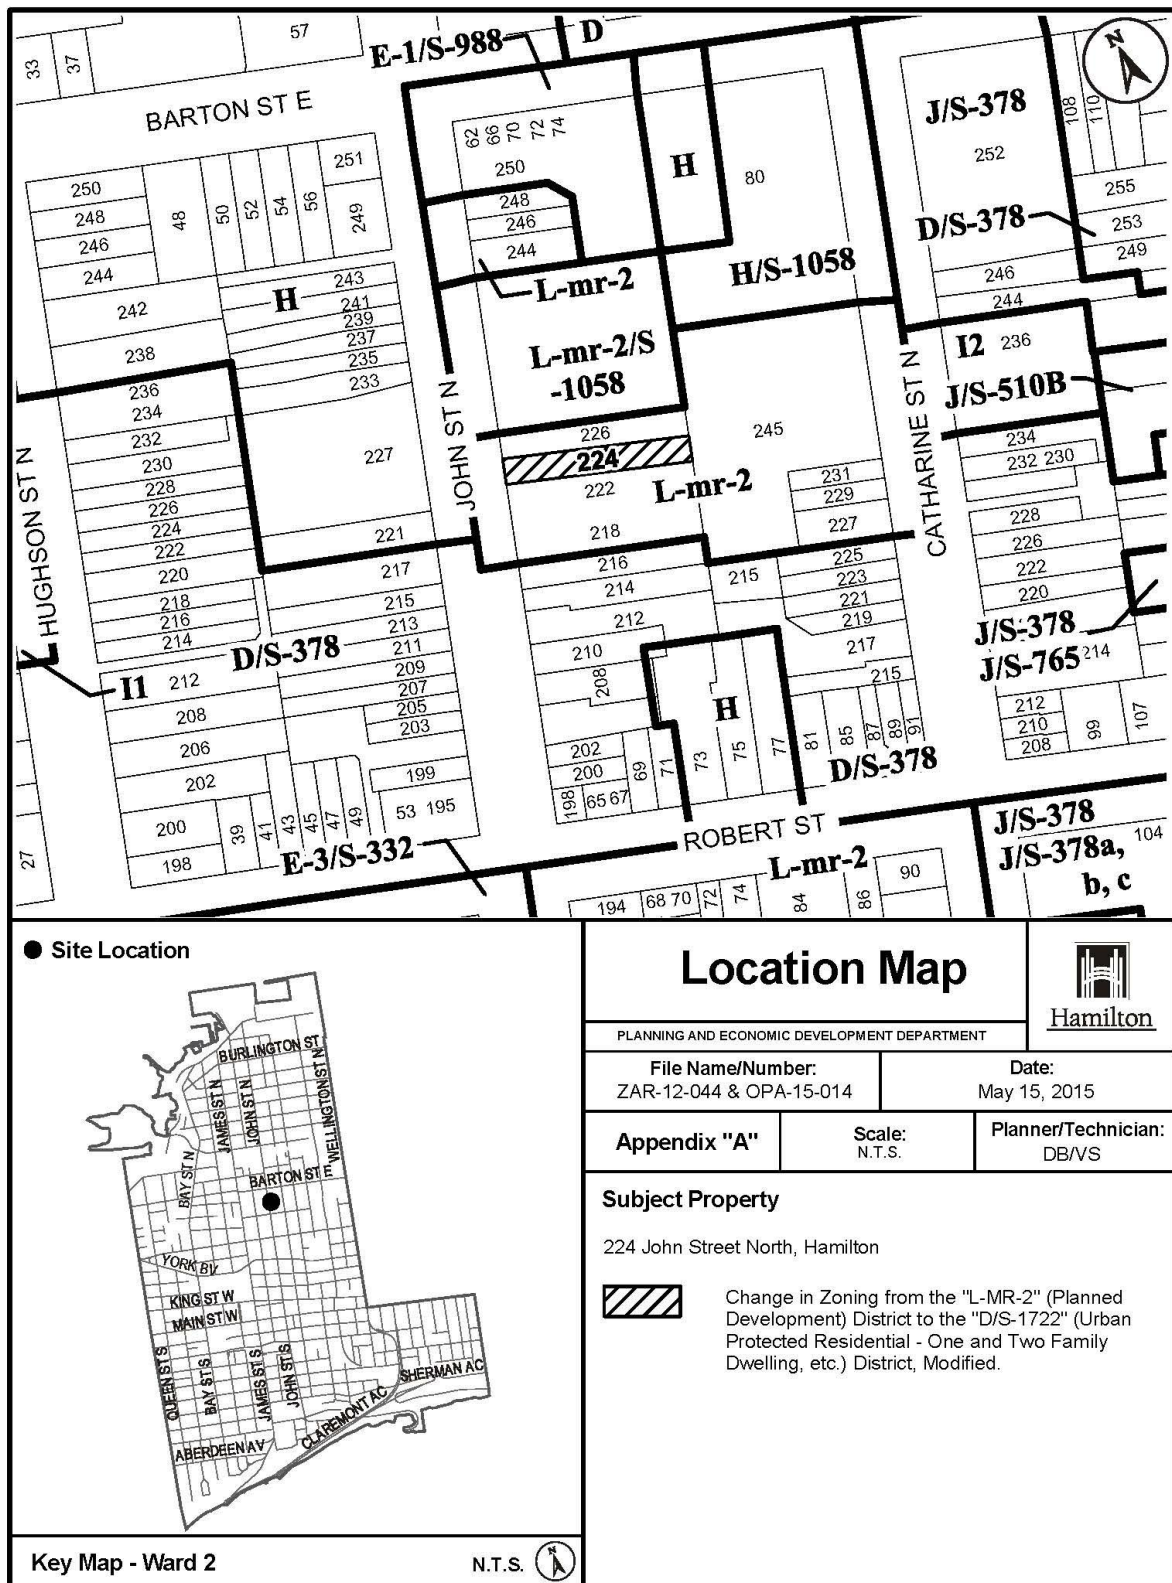 57
33
37
E-1/S-988
D
N
BARTON ST E
62
66
70
72
74
J/S-378
108
110
250
251
250
252
H
80
248
48
50
52
54
56
249
248
255
246
246
D/S-378
253
244
244
249
243
H
L-mr-2
H/S-1058
246
242
241
244
239
238
237
L-mr-2/S
-1058
I2
236
235
236
233
J/S-510B
234
JOHN ST N
CATHARINE ST N
232
226
245
234
230
227
224
232 230
228
222
L-mr-2
231
226
229
228
224
218
227
226
222
221
225
222
220
217
216
215
223
220
218
215
214
221
216
213
212
219
J/S-378
214
D/S-378
211
210
217
J/S-765
214
HUGHSON ST N
I1
212
209
208
215
212
208
207
H
210
99
107
205
208
206
203
202
69
71
73
75
77
81
85
87
89
91
202
199
200
D/S-378
198
65 67
200
39
41
43
45
47
49
53 195
J/S-378
27
198
E-3/S-332
ROBERT ST
J/S-378a,
104
L-mr-2
b, c
194
68 70
72
74
84
86
90
Site Location
BURLINGTON ST
JAMES ST N
JOHN ST N
WELLINGTON ST N
BAY ST N
BARTON ST E
YORK BV
KING ST W
MAIN ST W
QUEEN ST S
BAY ST S
JAMES ST S
JOHN ST S
SHERMAN AC
CLAREMONT AC
ABERDEEN AV
Key Map - Ward 2
N.T.S.
N
Location Map
Hamilton
PLANNING AND ECONOMIC DEVELOPMENT DEPARTMENT
File Name/Number:
ZAR-12-044 & OPA-15-014
Date:
May 15, 2015
Appendix "A"
Scale:
N.T.S.
Planner/Technician:
DB/VS
Subject Property
224 John Street North, Hamilton
Change in Zoning from the "L-MR-2" (Planned
Development) District to the "D/S-1722" (Urban
Protected Residential - One and Two Family
Dwelling, etc.) District, Modified.